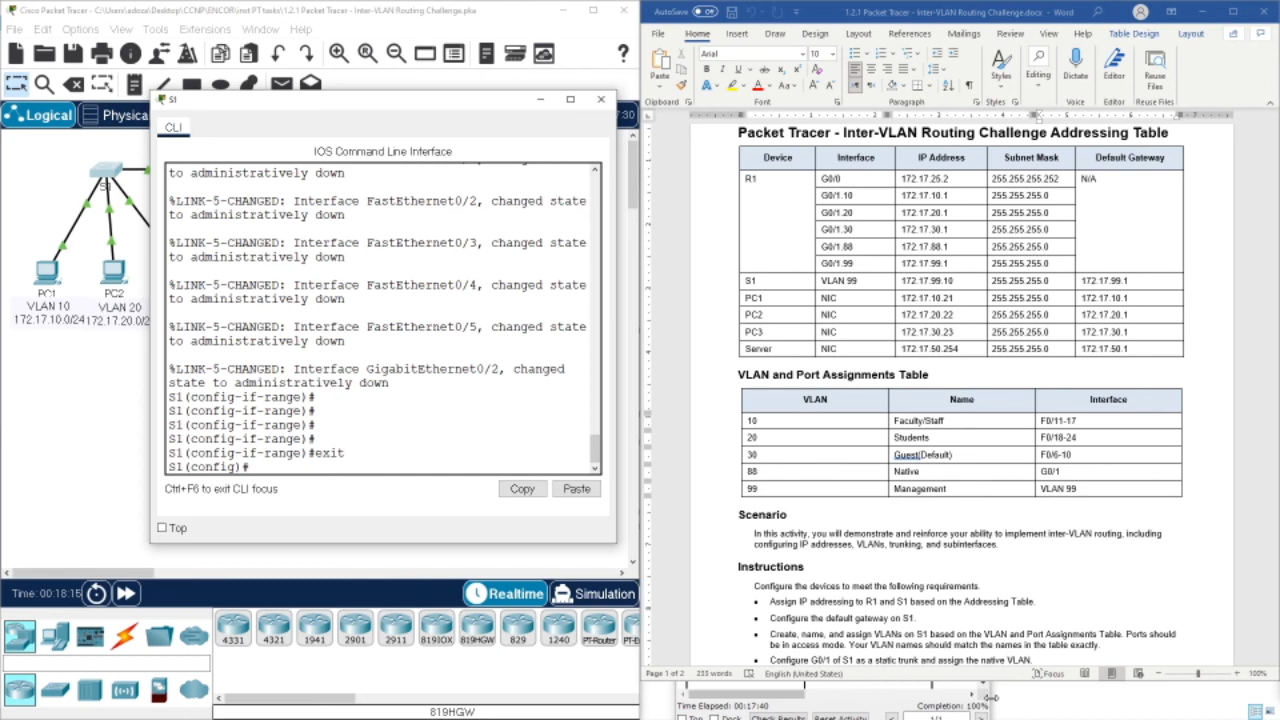 Cisco Packet Tracer - C:\Users\adoza\Desktop\CCNP\ENCOR\inst PT tasks\1.2.1 Packet Tracer - Inter-VLAN Routing Challenge.pka
File Edit Options View Tools Extensions Window Help
Logical Physical
S1
CLI
IOS Command Line Interface
to administratively down
%LINK-5-CHANGED: Interface FastEthernet0/2, changed state
to administratively down
%LINK-5-CHANGED: Interface FastEthernet0/3, changed state
to administratively down
%LINK-5-CHANGED: Interface FastEthernet0/4, changed state
to administratively down
%LINK-5-CHANGED: Interface FastEthernet0/5, changed state
to administratively down
%LINK-5-CHANGED: Interface GigabitEthernet0/2, changed
state to administratively down
S1(config-if-range)#
S1(config-if-range)#
S1(config-if-range)#
S1(config-if-range)#
S1(config-if-range)#exit
S1(config)#
Ctrl+F6 to exit CLI focus
Copy Paste
Top
S1
PC1
VLAN 10
172.17.10.0/24
PC2
VLAN 20
172.17.20.0/2
Time: 00:18:15
Realtime Simulation
4331 4321 1941 2901 2911 819IOX 819HGW 829 1240 PT-Router
819HGW
AutoSave Off 1.2.1 Packet Tracer - Inter-VLAN Routing Challenge.docx - Word
File Home Insert Draw Design Layout References Mailings Review View Help Table Design Layout
Arial 10
Paste Styles Editing Dictate Editor Reuse Files
Clipboard Font Paragraph Styles Voice Editor Reuse Files
Packet Tracer - Inter-VLAN Routing Challenge Addressing Table
Device Interface IP Address Subnet Mask Default Gateway
R1 G0/0 172.17.25.2 255.255.255.252 N/A
G0/1.10 172.17.10.1 255.255.255.0
G0/1.20 172.17.20.1 255.255.255.0
G0/1.30 172.17.30.1 255.255.255.0
G0/1.88 172.17.88.1 255.255.255.0
G0/1.99 172.17.99.1 255.255.255.0
S1 VLAN 99 172.17.99.10 255.255.255.0 172.17.99.1
PC1 NIC 172.17.10.21 255.255.255.0 172.17.10.1
PC2 NIC 172.17.20.22 255.255.255.0 172.17.20.1
PC3 NIC 172.17.30.23 255.255.255.0 172.17.30.1
Server NIC 172.17.50.254 255.255.255.0 172.17.50.1
VLAN and Port Assignments Table
VLAN Name Interface
10 Faculty/Staff F0/11-17
20 Students F0/18-24
30 Guest(Default) F0/6-10
88 Native G0/1
99 Management VLAN 99
Scenario
In this activity, you will demonstrate and reinforce your ability to implement inter-VLAN routing, including
configuring IP addresses, VLANs, trunking, and subinterfaces.
Instructions
Configure the devices to meet the following requirements.
• Assign IP addressing to R1 and S1 based on the Addressing Table.
• Configure the default gateway on S1.
• Create, name, and assign VLANs on S1 based on the VLAN and Port Assignments Table. Ports should
be in access mode. Your VLAN names should match the names in the table exactly.
• Configure G0/1 of S1 as a static trunk and assign the native VLAN.
Page 1 of 2 233 words English (United States) Focus 100%
Time Elapsed: 00:17:40 Completion: 100%
Top Dock Check Results Reset Activity 1/1